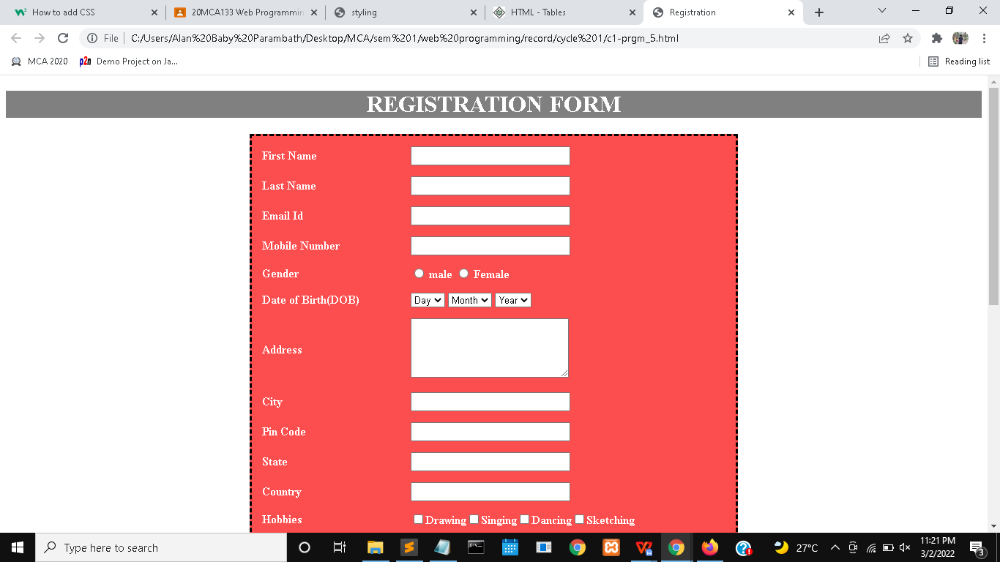 How to add CSS
20MCA133 Web Programmin
styling
HTML - Tables
Registration
File
C:/Users/Alan%20Baby%20Parambath/Desktop/MCA/sem%201/web%20programming/record/cycle%201/c1-prgm_5.html
MCA 2020
p2n
Demo Project on Ja...
Reading list
REGISTRATION FORM
First Name
Last Name
Email Id
Mobile Number
Gender male Female
Date of Birth(DOB) Day Month Year
Address
City
Pin Code
State
Country
Hobbies Drawing Singing Dancing Sketching
Type here to search
27°C
11:21 PM
3/2/2022
3